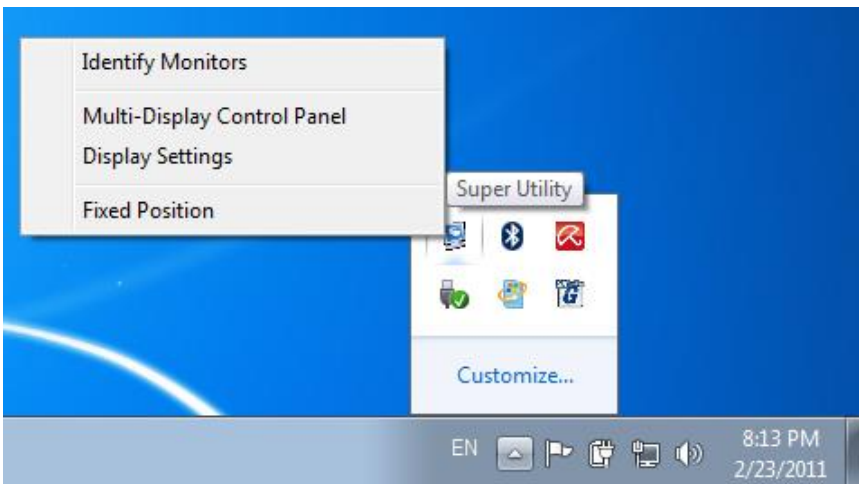 Identify Monitors
Multi-Display Control Panel
Display Settings
Fixed Position
Super Utility
G
Customize...
EN
8:13 PM
2/23/2011